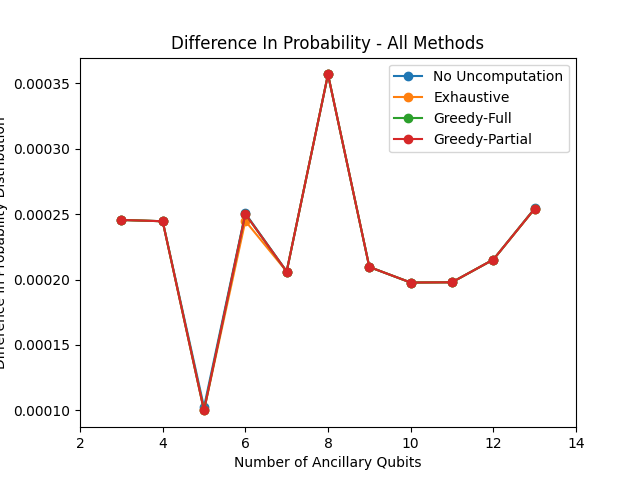 Difference In Probability - All Methods
No Uncomputation
Exhaustive
Greedy-Full
Greedy-Partial
Difference In Probability Distribution
0.00035
0.00030
0.00025
0.00020
0.00015
0.00010
2 4 6 8 10 12 14
Number of Ancillary Qubits